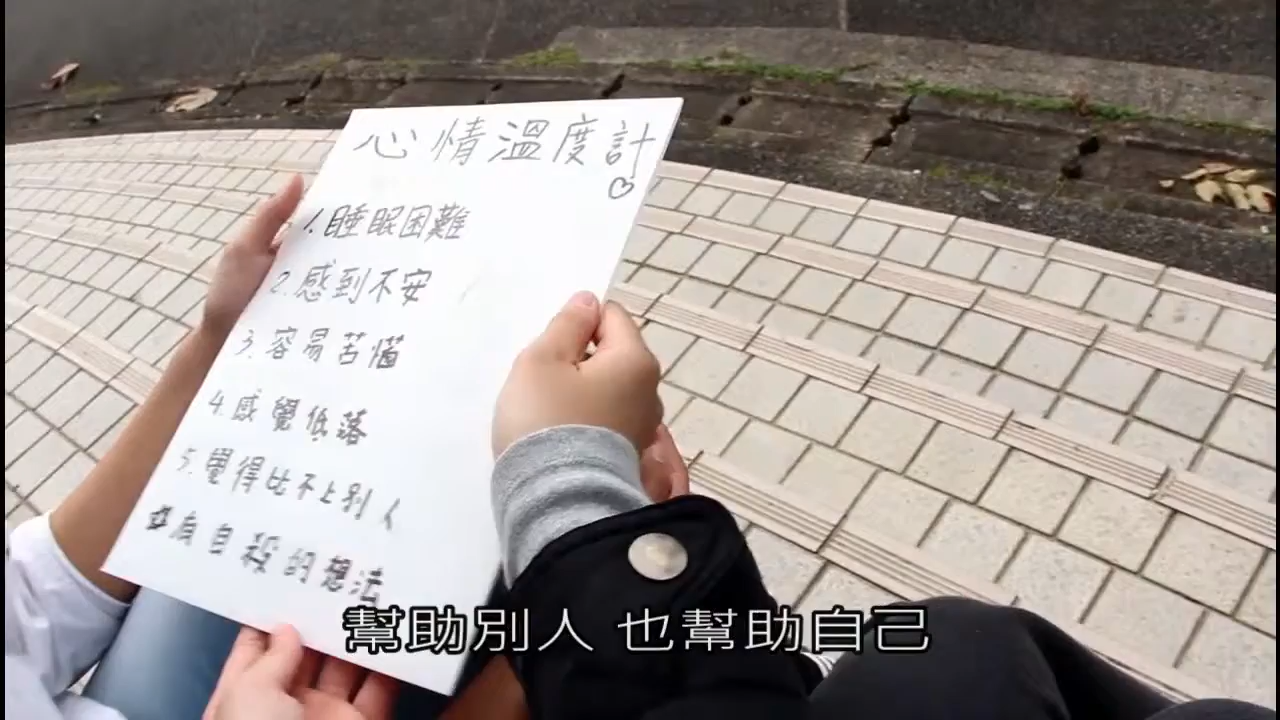 心情溫度計
1.睡眠困難
2.感到不安
3.容易苦惱
4.感覺低落
5.覺得比不上別人
☆有自殺的想法
幫助別人 也幫助自己